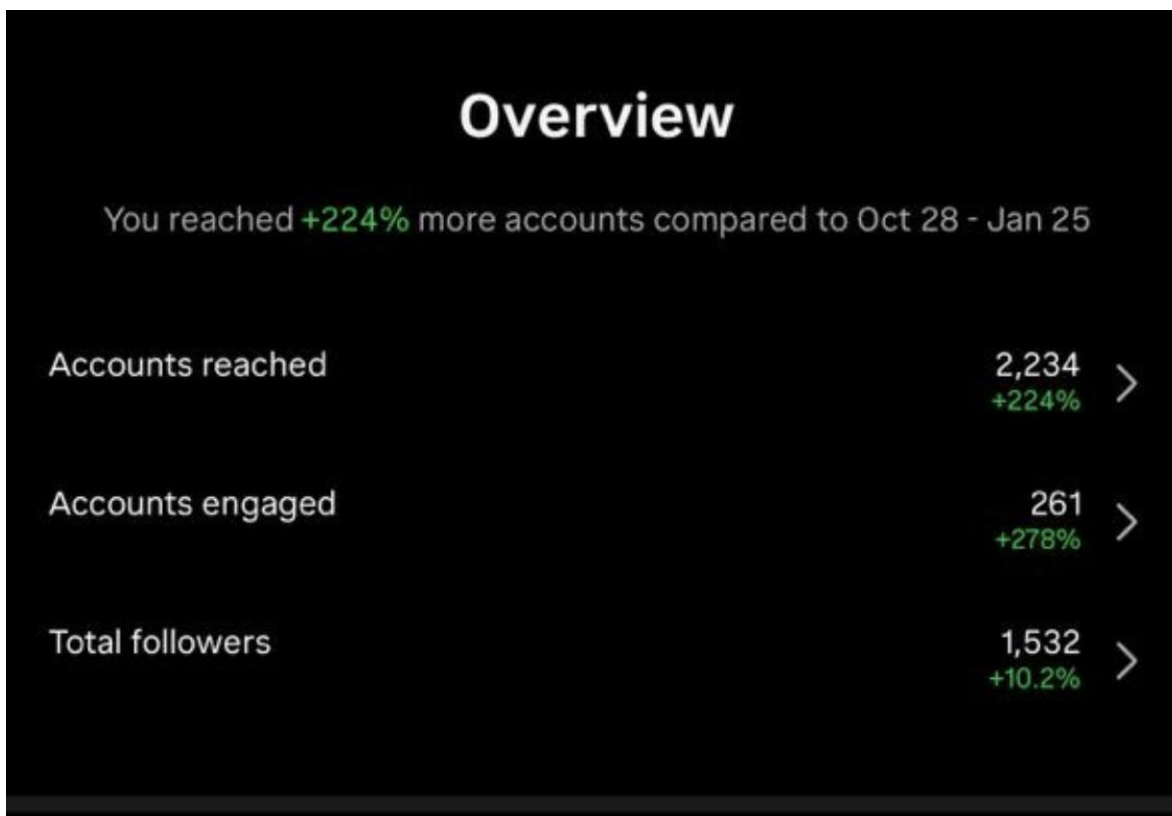 Overview
You reached +224% more accounts compared to Oct 28 - Jan 25
Accounts reached
2,234
+224%
Accounts engaged
261
+278%
Total followers
1,532
+10.2%